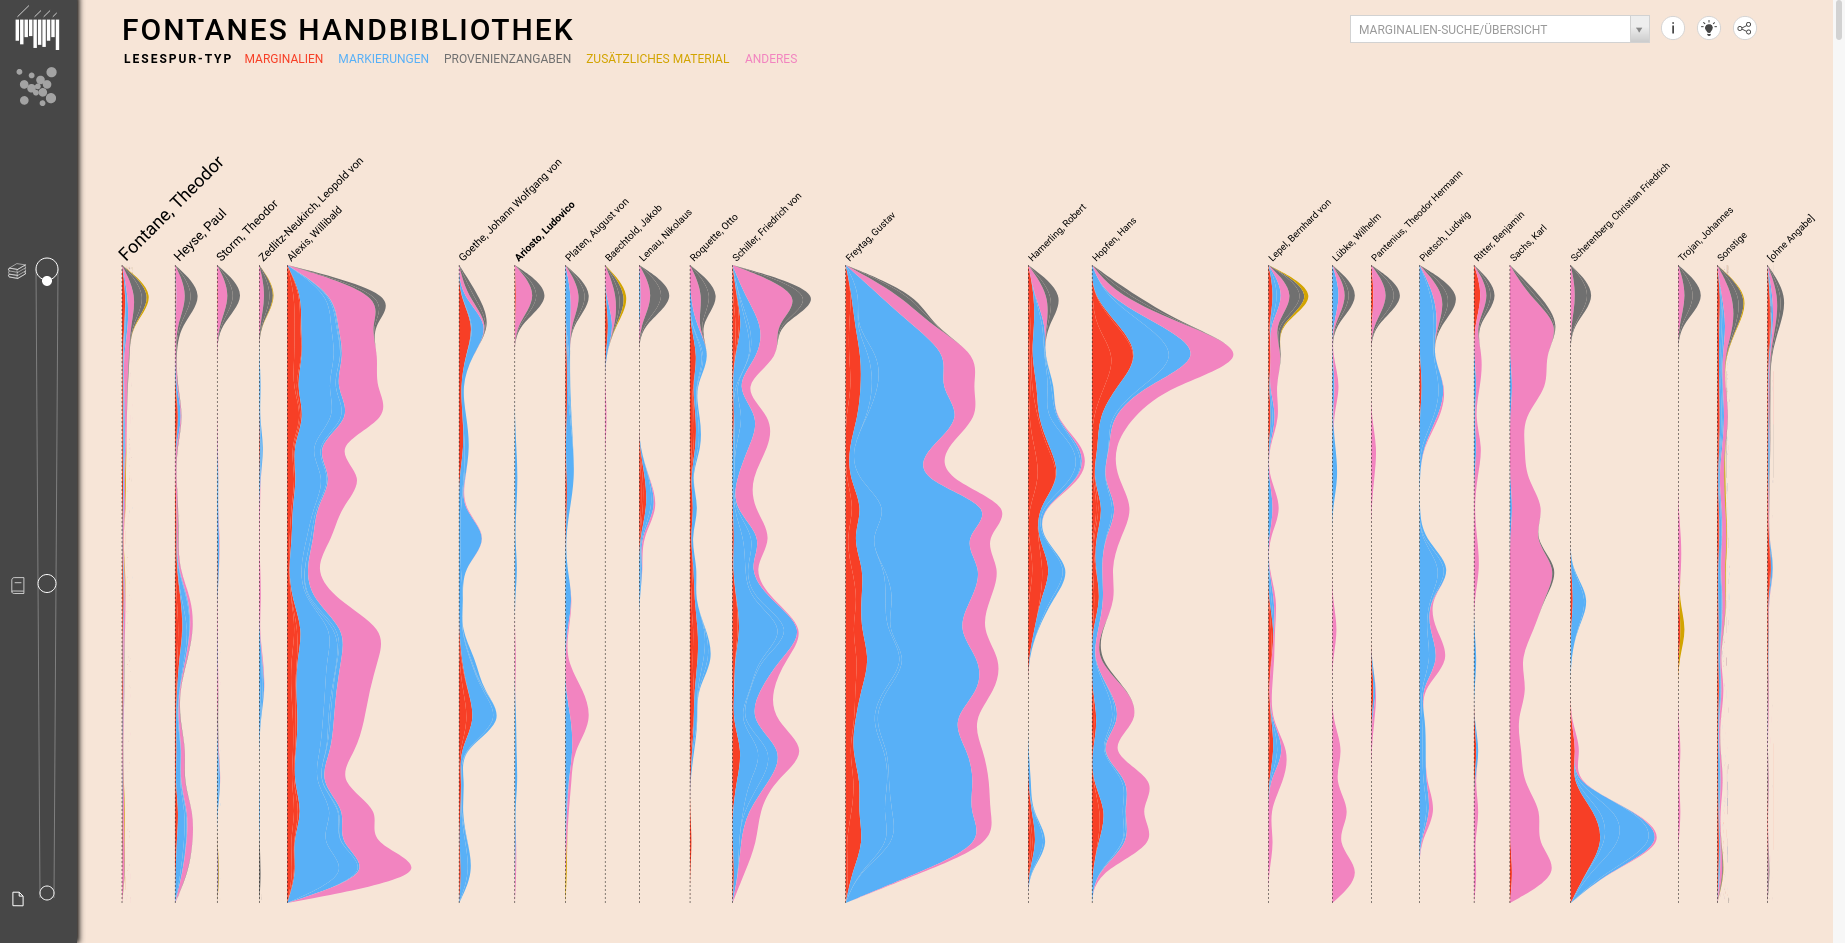 FONTANES HANDBIBLIOTHEK
MARGINALIEN-SUCHE/ÜBERSICHT
i
LESESPUR-TYP MARGINALIEN MARKIERUNGEN PROVENIENZANGABEN ZUSÄTZLICHES MATERIAL ANDERES
Fontane, Theodor
Heyse, Paul
Storm, Theodor
Zedlitz-Neukirch, Leopold von
Alexis, Willibald
Goethe, Johann Wolfgang von
Ariosto, Ludovico
Platen, August von
Baechtold, Jakob
Lenau, Nikolaus
Roquette, Otto
Schiller, Friedrich von
Freytag, Gustav
Hamerling, Robert
Hopfen, Hans
Lepel, Bernhard von
Lübke, Wilhelm
Pantenius, Theodor Hermann
Pietsch, Ludwig
Ritter, Benjamin
Sachs, Karl
Scherenberg, Christian Friedrich
Trojan, Johannes
Sonstige
[ohne Angabe]